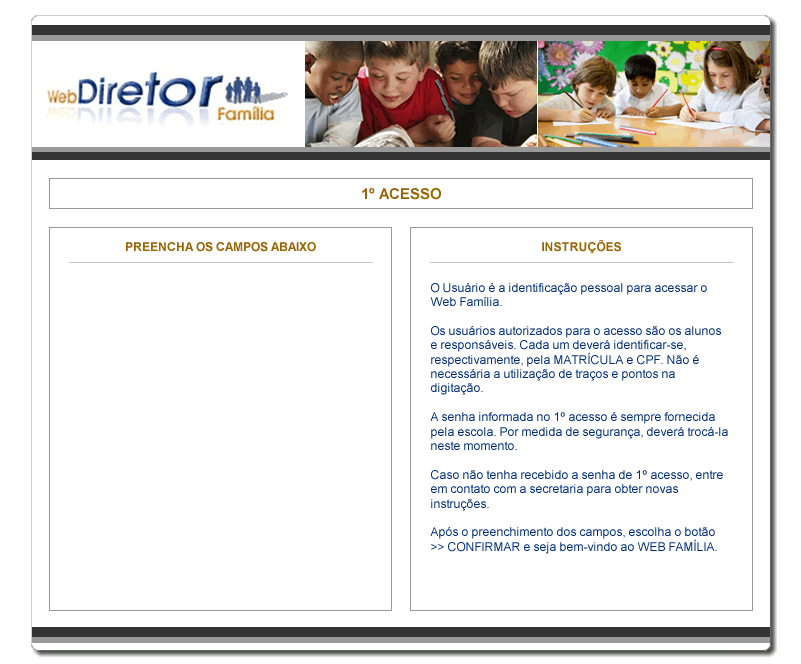 WebDiretor
Família
1º ACESSO
PREENCHA OS CAMPOS ABAIXO
INSTRUÇÕES
O Usuário é a identificação pessoal para acessar o
Web Família.
Os usuários autorizados para o acesso são os alunos
e responsáveis. Cada um deverá identificar-se,
respectivamente, pela MATRÍCULA e CPF. Não é
necessária a utilização de traços e pontos na
digitação.
A senha informada no 1º acesso é sempre fornecida
pela escola. Por medida de segurança, deverá trocá-la
neste momento.
Caso não tenha recebido a senha de 1º acesso, entre
em contato com a secretaria para obter novas
instruções.
Após o preenchimento dos campos, escolha o botão
>> CONFIRMAR e seja bem-vindo ao WEB FAMÍLIA.